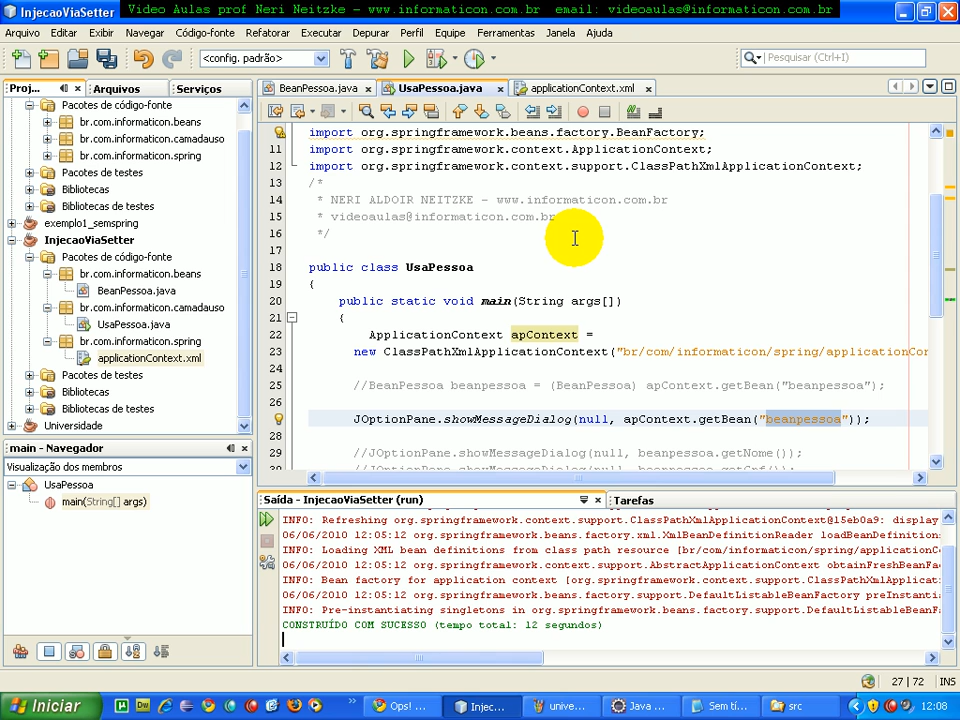 InjecaoViaSetter
Video Aulas prof Neri Neitzke - www.informaticon.com.br email: videoaulas@informaticon.com.br
Arquivo Editar Exibir Navegar Código-fonte Refatorar Executar Depurar Perfil Equipe Ferramentas Janela Ajuda
<config. padrão>
Pesquisar (Ctrl+I)
Proj...
Arquivos
Serviços
Pacotes de código-fonte
br.com.informaticon.beans
br.com.informaticon.camadauso
br.com.informaticon.spring
Pacotes de testes
Bibliotecas
Bibliotecas de testes
exemplo1_semspring
InjecaoViaSetter
Pacotes de código-fonte
br.com.informaticon.beans
BeanPessoa.java
br.com.informaticon.camadauso
UsaPessoa.java
br.com.informaticon.spring
applicationContext.xml
Pacotes de testes
Bibliotecas
Bibliotecas de testes
Universidade
main - Navegador
Visualização dos membros
UsaPessoa
main(String[] args)
BeanPessoa.java
UsaPessoa.java
applicationContext.xml
import org.springframework.beans.factory.BeanFactory;
11 import org.springframework.context.ApplicationContext;
12 import org.springframework.context.support.ClassPathXmlApplicationContext;
13 /*
14 * NERI ALDOIR NEITZKE - www.informaticon.com.br
15 * videoaulas@informaticon.com.br
16 */
17
18 public class UsaPessoa
19 {
20 public static void main(String args[])
21 {
22 ApplicationContext apContext =
23 new ClassPathXmlApplicationContext("br/com/informaticon/spring/applicationCon
24
25 //BeanPessoa beanpessoa = (BeanPessoa) apContext.getBean("beanpessoa");
26
JOptionPane.showMessageDialog(null, apContext.getBean("beanpessoa"));
28
29 //JOptionPane.showMessageDialog(null, beanpessoa.getNome());
//JOptionPane.showMessageDialog(null, beanpessoa.getCpf());
Saída - InjecaoViaSetter (run)
Tarefas
INFO: Refreshing org.springframework.context.support.ClassPathXmlApplicationContext@15eb0a9: display
06/06/2010 12:05:12 org.springframework.beans.factory.xml.XmlBeanDefinitionReader loadBeanDefinitions
INFO: Loading XML bean definitions from class path resource [br/com/informaticon/spring/applicationCo
06/06/2010 12:05:12 org.springframework.context.support.AbstractApplicationContext obtainFreshBeanFa
INFO: Bean factory for application context [org.springframework.context.support.ClassPathXmlApplicat
06/06/2010 12:05:12 org.springframework.beans.factory.support.DefaultListableBeanFactory preInstantia
INFO: Pre-instantiating singletons in org.springframework.beans.factory.support.DefaultListableBeanFa
CONSTRUÍDO COM SUCESSO (tempo total: 12 segundos)
27 | 72
INS
Iniciar
Ops! ...
Injec...
unive...
Java ...
Sem tí...
src
12:08